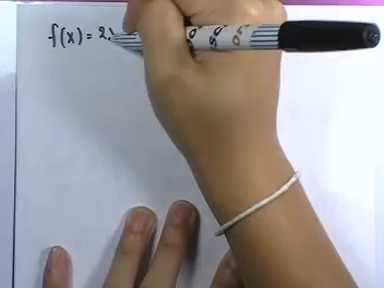 f(x) = 2